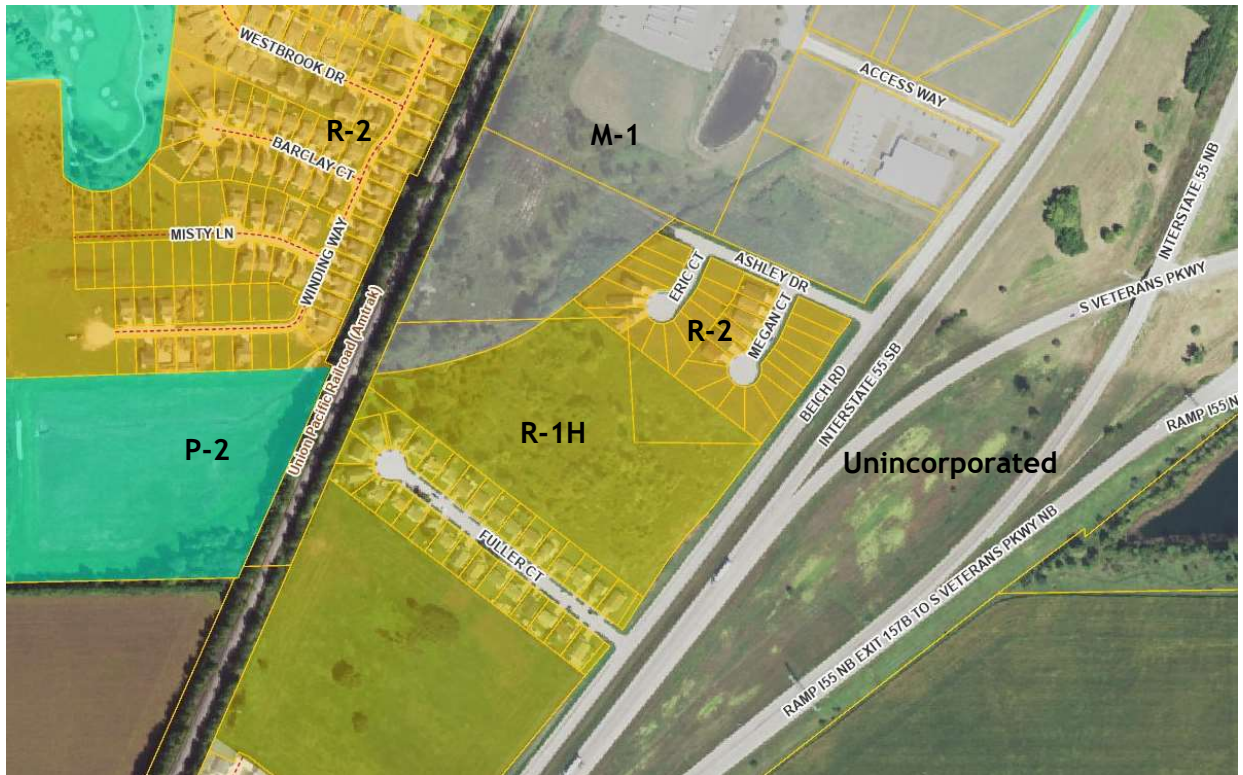 WESTBROOK DR
R-2
BARCLAY CT
MISTY LN
WINDING WAY
Union Pacific Railroad (Amtrak)
P-2
M-1
ACCESS WAY
ASHLEY DR
ERIC CT
R-2
MEGAN CT
R-1H
FULLER CT
BEICH RD
INTERSTATE 55 SB
INTERSTATE 55 NB
S VETERANS PKWY
Unincorporated
RAMP I55 NB EXIT 157B TO S VETERANS PKWY NB
RAMP I55 N